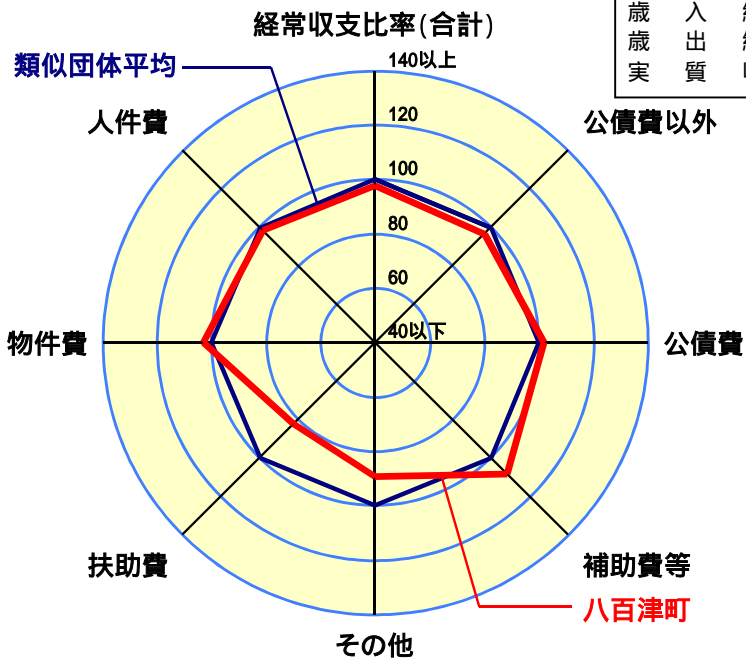 経常収支比率(合計)
歳 入
歳 出
実 質
類似団体平均
140以上
120
100
80
60
40以下
人件費
公債費以外
物件費
公債費
扶助費
補助費等
その他
八百津町